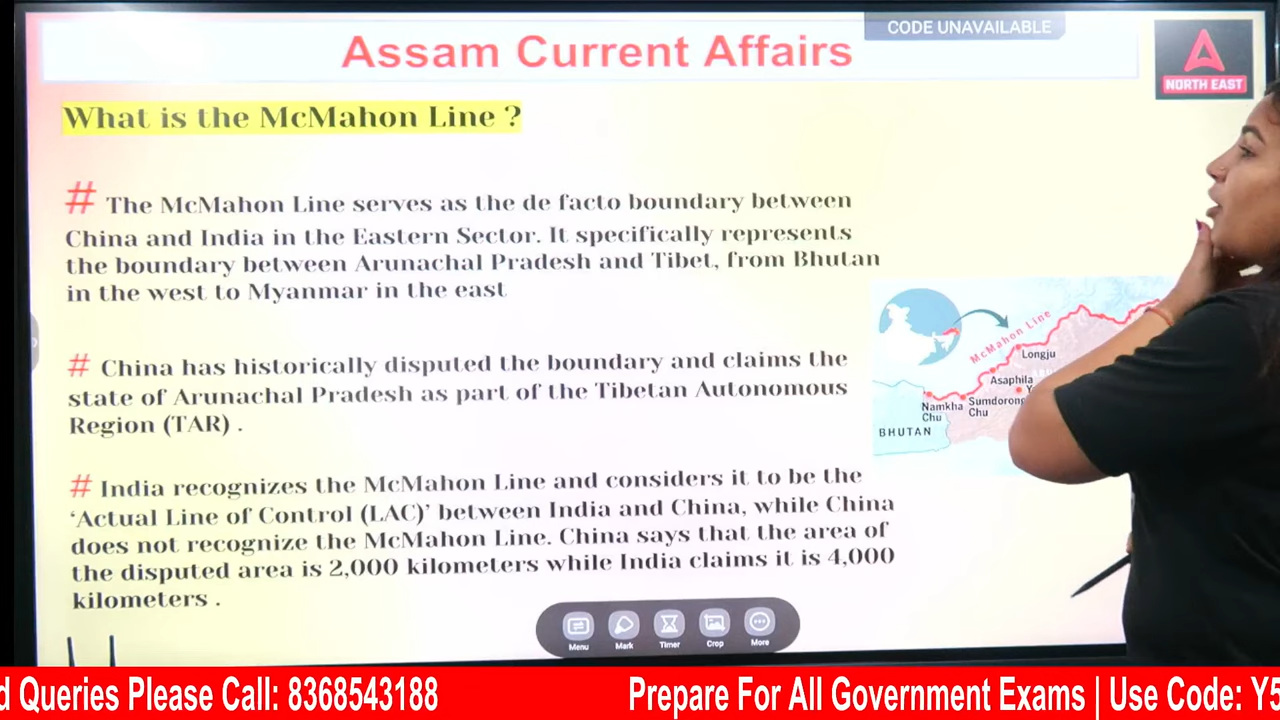 CODE UNAVAILABLE
Assam Current Affairs
NORTH EAST
What is the McMahon Line ?
# The McMahon Line serves as the de facto boundary between
China and India in the Eastern Sector. It specifically represents
the boundary between Arunachal Pradesh and Tibet, from Bhutan
in the west to Myanmar in the east
# China has historically disputed the boundary and claims the
state of Arunachal Pradesh as part of the Tibetan Autonomous
Region (TAR) .
# India recognizes the McMahon Line and considers it to be the
‘Actual Line of Control (LAC)’ between India and China, while China
does not recognize the McMahon Line. China says that the area of
the disputed area is 2,000 kilometers while India claims it is 4,000
kilometers .
McMahon Line
Longju
Asaphila
Namkha
Chu
Sumdorong
Chu
BHUTAN
Menu
Mark
Timer
Crop
More
d Queries Please Call: 8368543188
Prepare For All Government Exams | Use Code: Y5